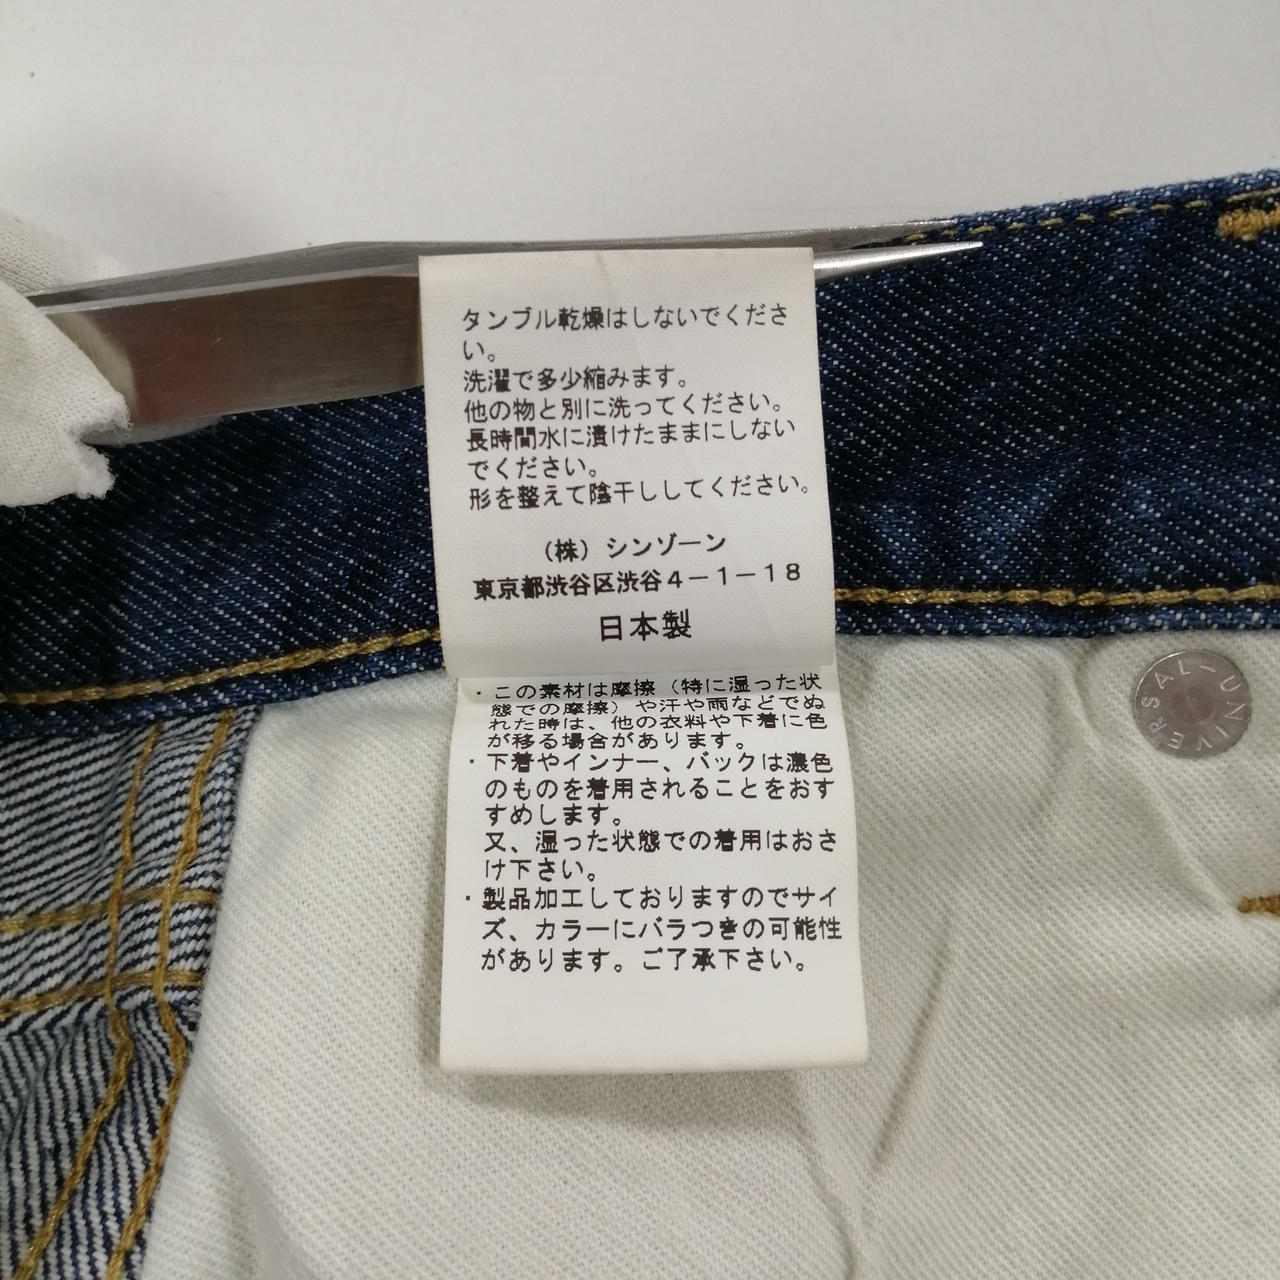 タンブル乾燥はしないでくださ
い。
洗濯で多少縮みます。
他の物と別に洗ってください。
長時間水に漬けたままにしない
でください。
形を整えて陰干ししてください。
（株）シンゾーン
東京都渋谷区渋谷４－１－１８
日本製
・この素材は摩擦（特に湿った状
態での摩擦）や汗や雨などでぬ
れた時は、他の衣料や下着に色
が移る場合があります。
・下着やインナー、バックは濃色
のものを着用されることをおす
すめします。
又、湿った状態での着用はおさ
け下さい。
・製品加工しておりますのでサイ
ズ、カラーにバラつきの可能性
があります。ご了承下さい。
UNIVERSAL